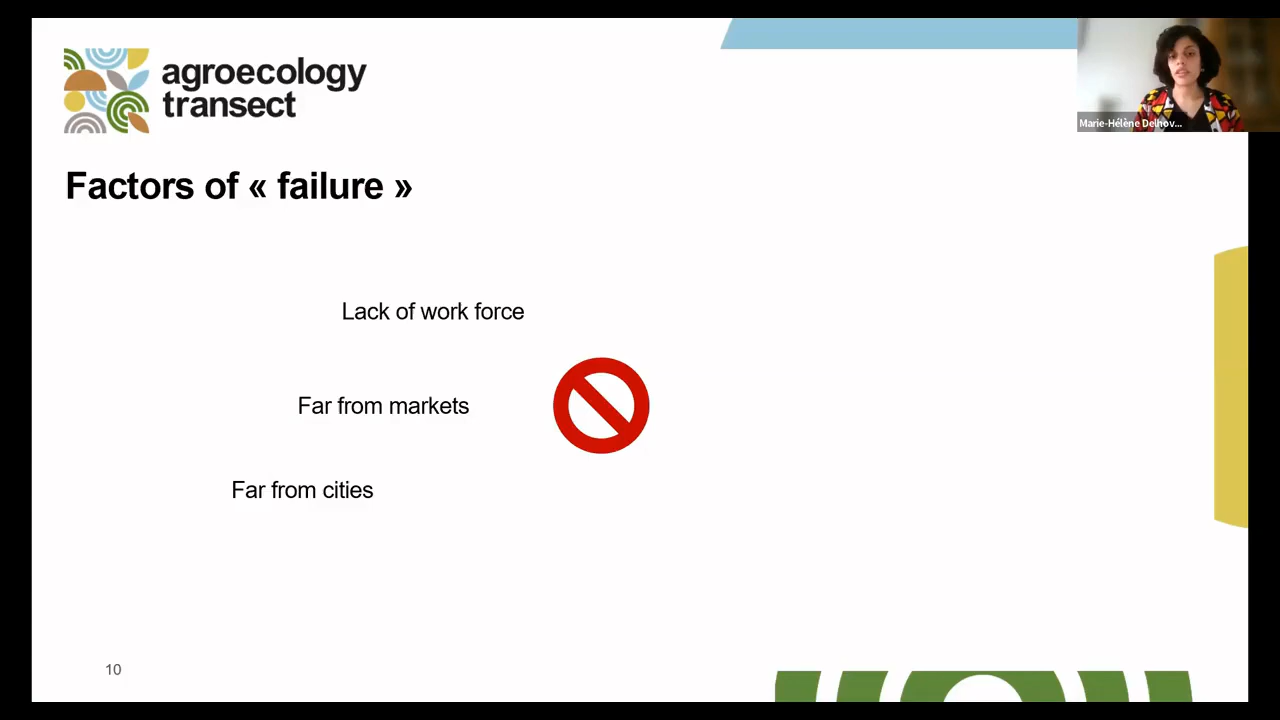 agroecology
transect
Marie-Hélène Delhov...
Factors of « failure »
Lack of work force
Far from markets
Far from cities
10